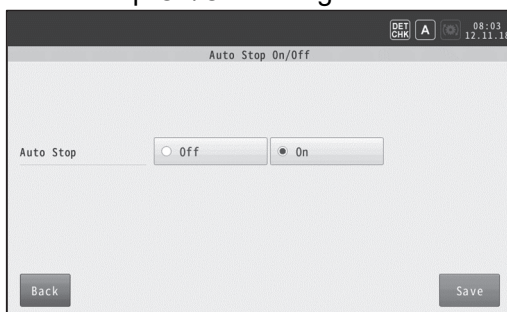 DET CHK A 08:03
12.11.18
Auto Stop On/Off
Auto Stop Off On
Back Save